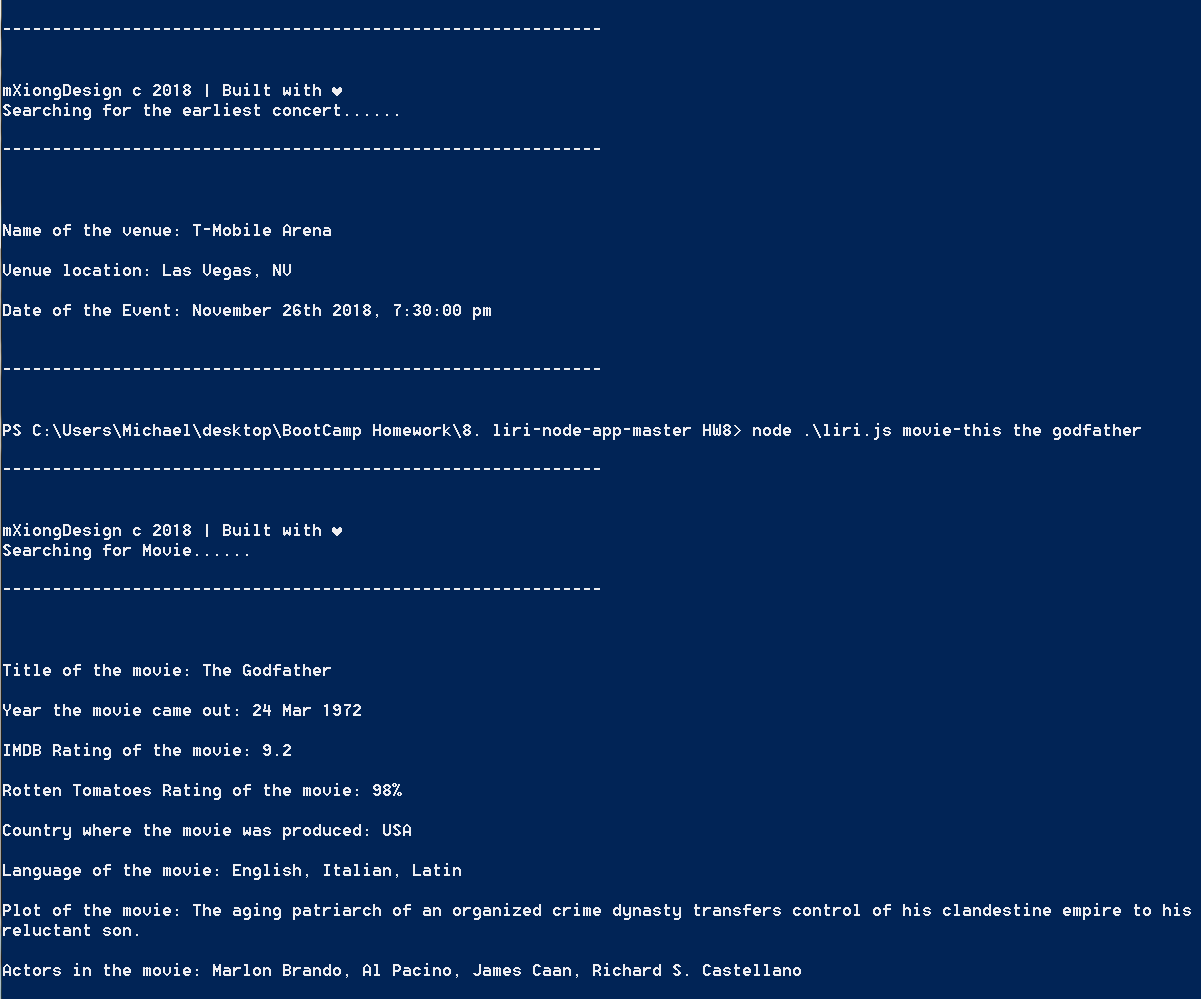 ------------------------------------------------------------
mXiongDesign c 2018 | Built with ♥
Searching for the earliest concert......
------------------------------------------------------------
Name of the venue: T-Mobile Arena
Venue location: Las Vegas, NV
Date of the Event: November 26th 2018, 7:30:00 pm
------------------------------------------------------------
PS C:\Users\Michael\desktop\BootCamp Homework\8. liri-node-app-master HW8> node .\liri.js movie-this the godfather
------------------------------------------------------------
mXiongDesign c 2018 | Built with ♥
Searching for Movie......
------------------------------------------------------------
Title of the movie: The Godfather
Year the movie came out: 24 Mar 1972
IMDB Rating of the movie: 9.2
Rotten Tomatoes Rating of the movie: 98%
Country where the movie was produced: USA
Language of the movie: English, Italian, Latin
Plot of the movie: The aging patriarch of an organized crime dynasty transfers control of his clandestine empire to his
reluctant son.
Actors in the movie: Marlon Brando, Al Pacino, James Caan, Richard S. Castellano